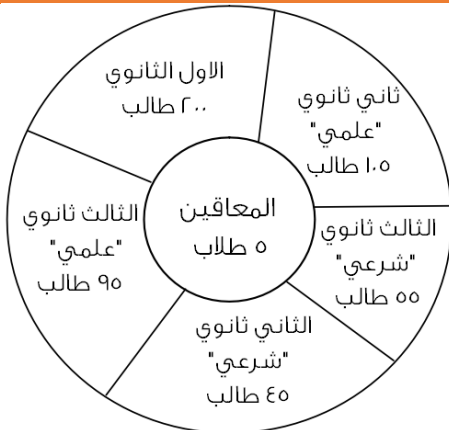 الاول الثانوي
٢٠٠ طالب
ثاني ثانوي
"علمي"
١٠٥ طالب
المعاقين
٥ طلاب
الثالث ثانوي
"علمي"
٩٥ طالب
الثالث ثانوي
"شرعي"
٥٥ طالب
الثاني ثانوي
"شرعي"
٤٥ طالب